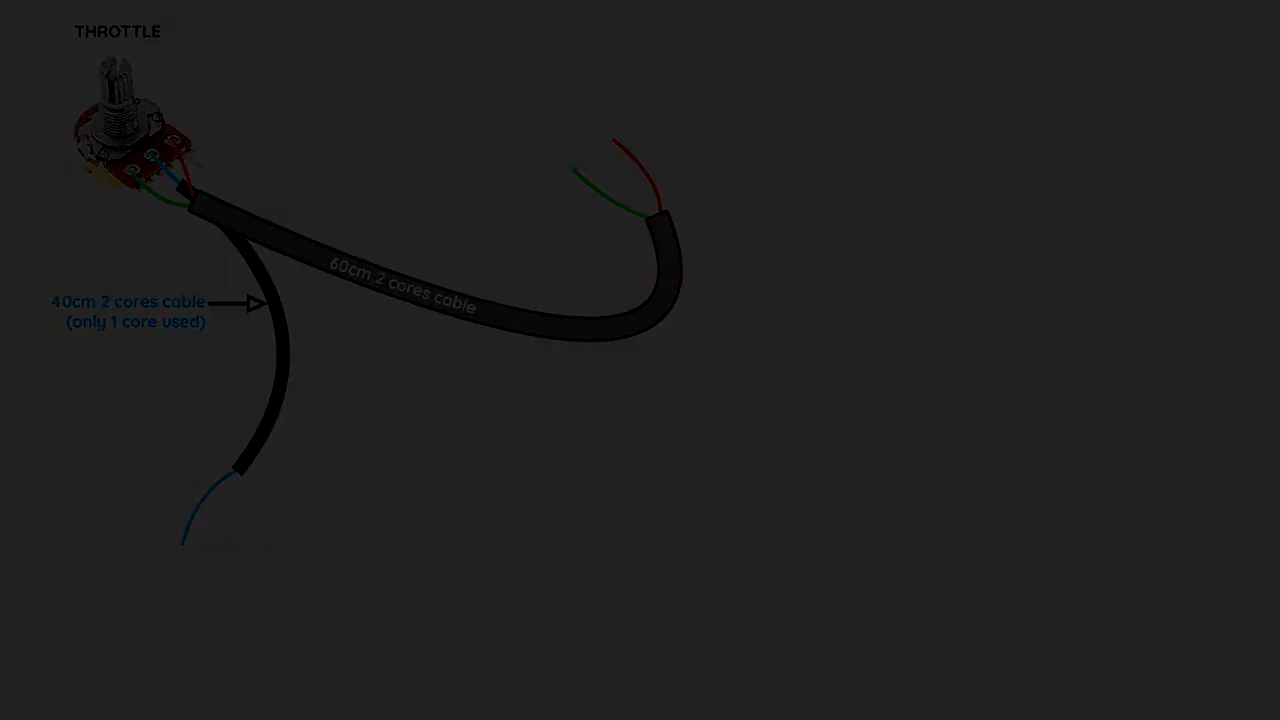 THROTTLE
60cm 2 cores cable
40cm 2 cores cable
(only 1 core used)